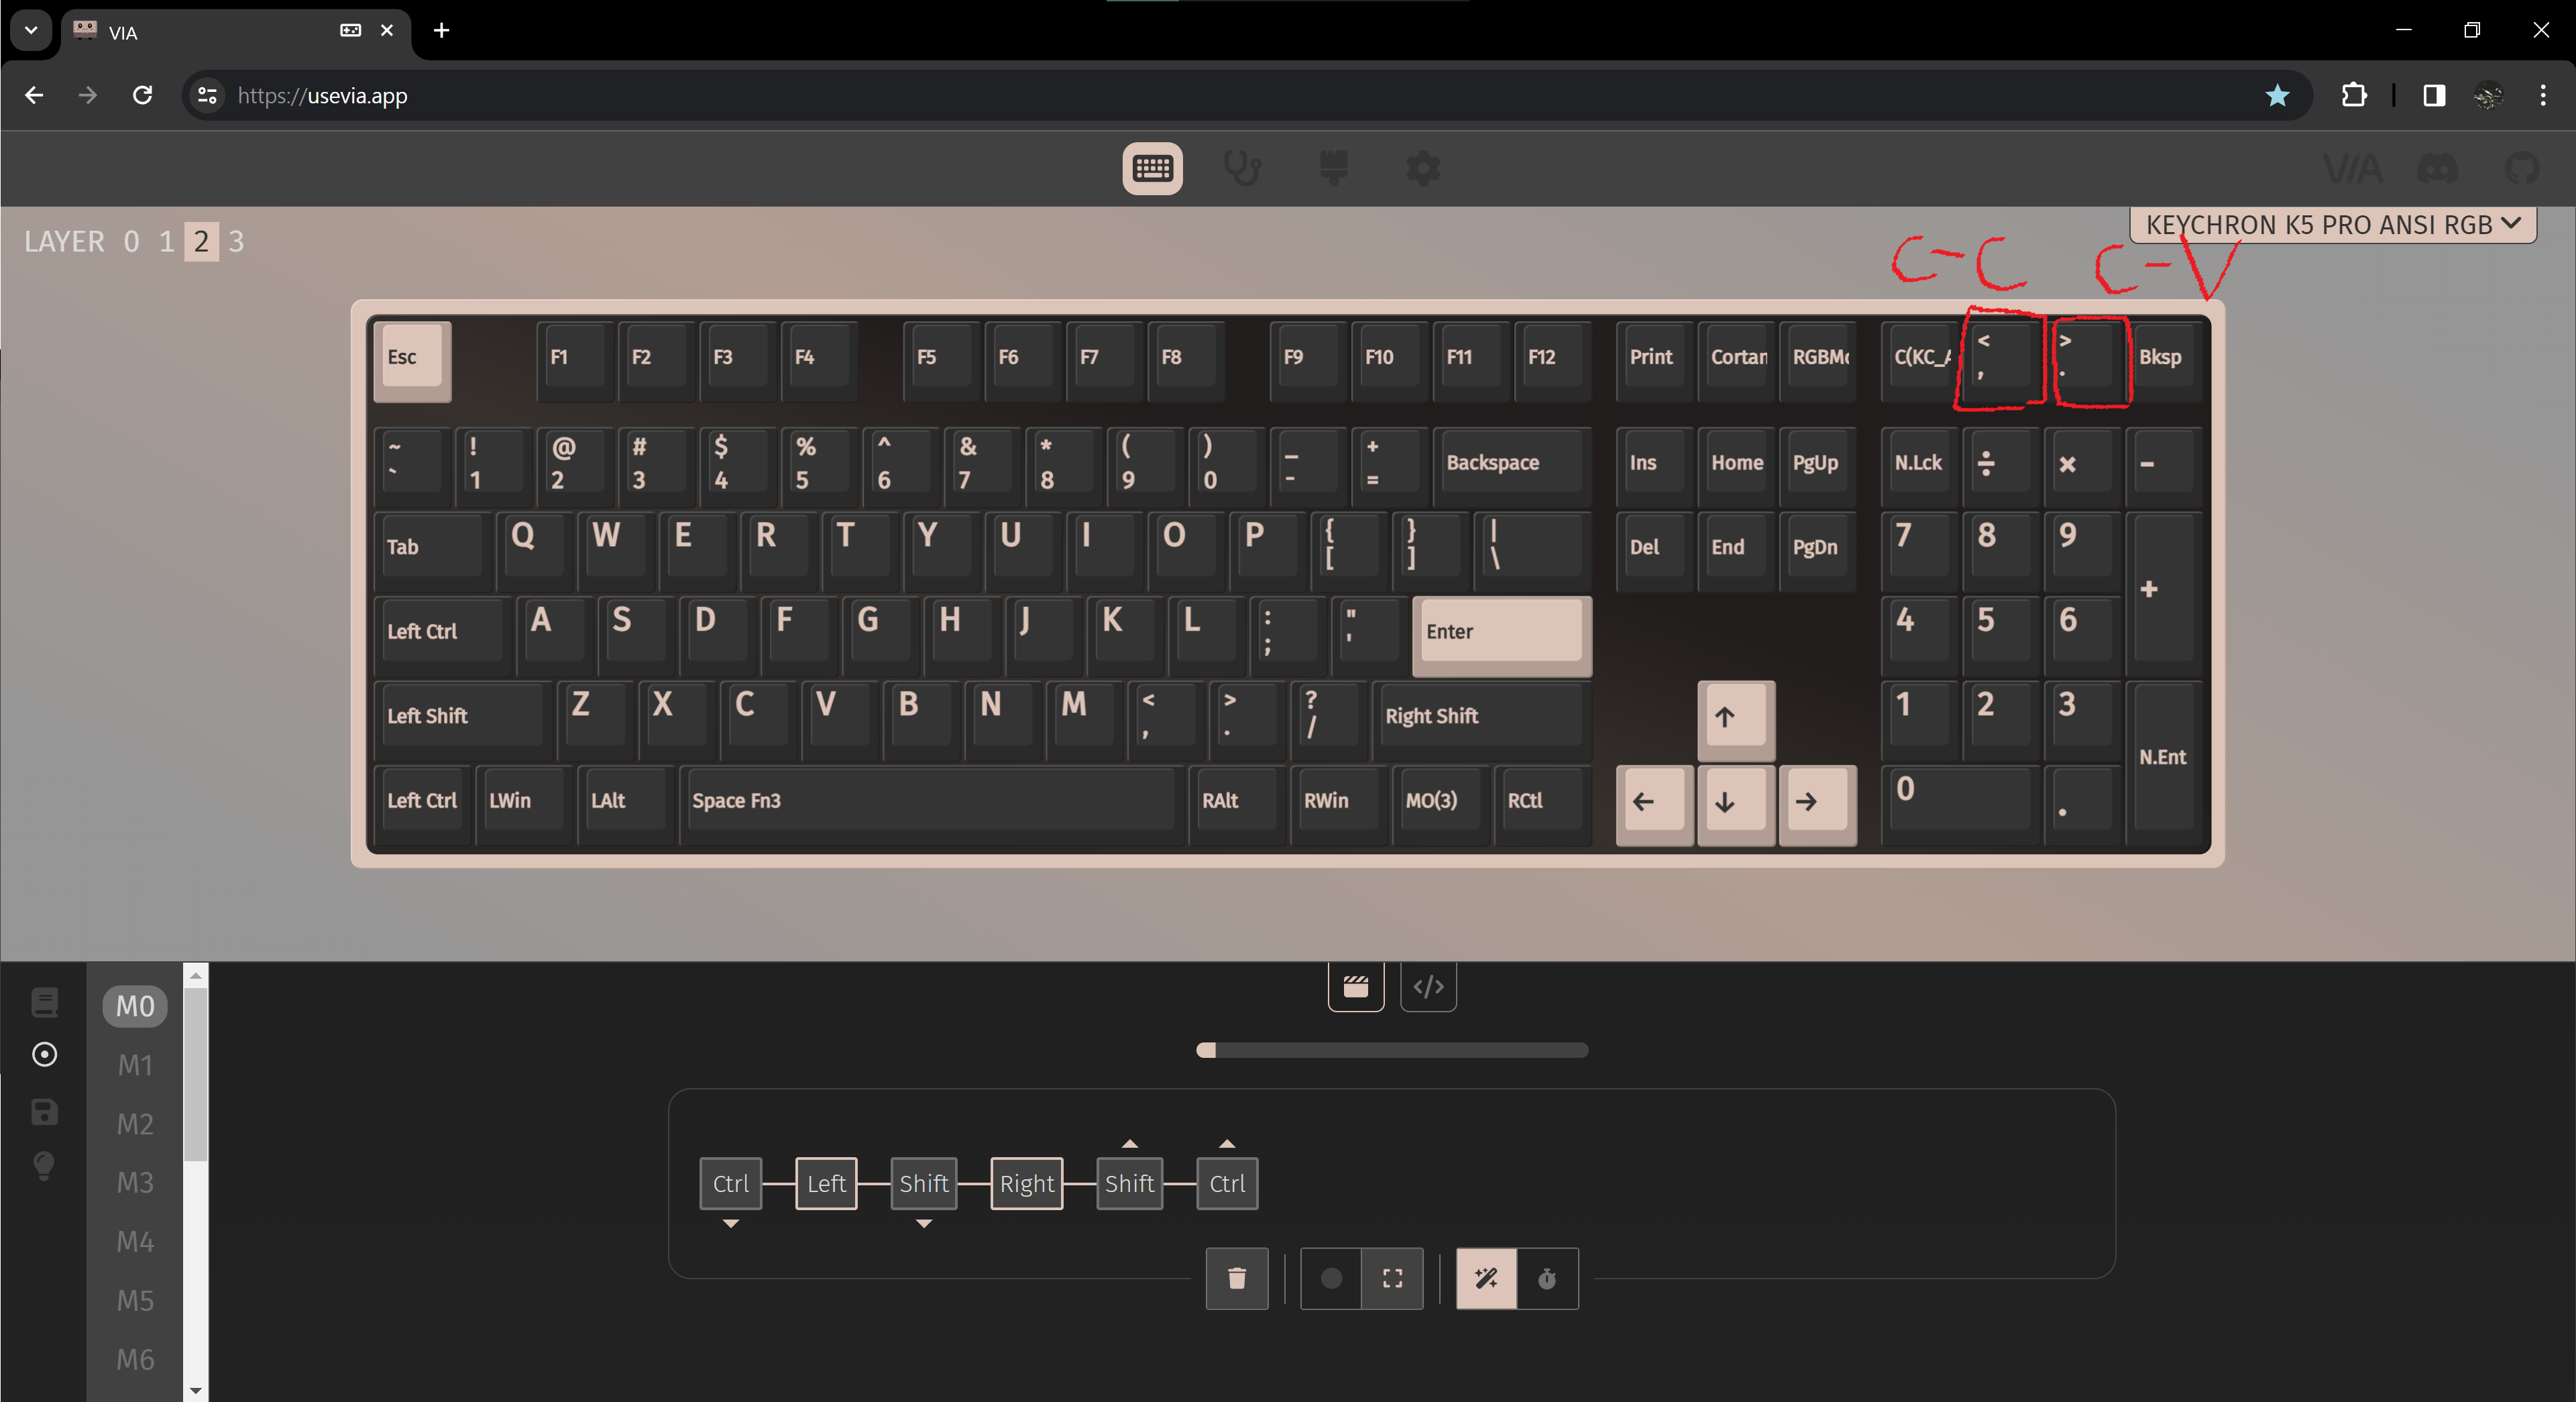 VIA
https://usevia.app
VIA
LAYER 0 1 2 3
KEYCHRON K5 PRO ANSI RGB
C-C C-V
Esc F1 F2 F3 F4 F5 F6 F7 F8 F9 F10 F11 F12 Print Cortan RGBMo C(KC_A < , > . Bksp
~ ` ! 1 @ 2 # 3 $ 4 % 5 ^ 6 & 7 * 8 ( 9 ) 0 _ - + = Backspace Ins Home PgUp N.Lck ÷ × -
Tab Q W E R T Y U I O P { [ } ] | \ Del End PgDn 7 8 9 +
Left Ctrl A S D F G H J K L : ; " ' Enter 4 5 6
Left Shift Z X C V B N M < , > . ? / Right Shift ↑ 1 2 3 N.Ent
Left Ctrl LWin LAlt Space Fn3 RAlt RWin MO(3) RCtl ← ↓ → 0 .
M0
M1
M2
M3
M4
M5
M6
</>
Ctrl Left Shift Right Shift Ctrl